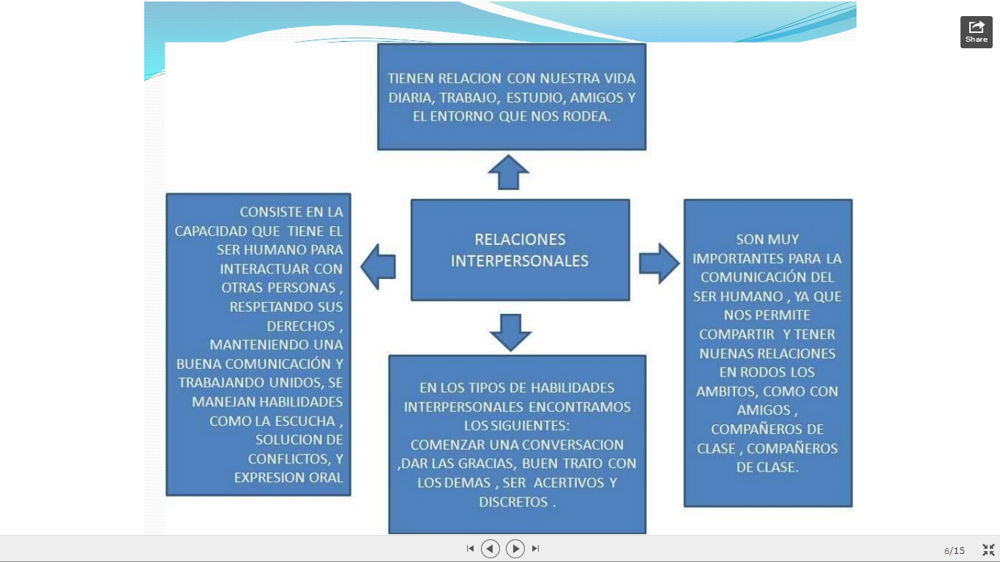 Share
TIENEN RELACION CON NUESTRA VIDA
DIARIA, TRABAJO, ESTUDIO, AMIGOS Y
EL ENTORNO QUE NOS RODEA.
CONSISTE EN LA
CAPACIDAD QUE TIENE EL
SER HUMANO PARA
INTERACTUAR CON
OTRAS PERSONAS ,
RESPETANDO SUS
DERECHOS ,
MANTENIENDO UNA
BUENA COMUNICACIÓN Y
TRABAJANDO UNIDOS, SE
MANEJAN HABILIDADES
COMO LA ESCUCHA ,
SOLUCION DE
CONFLICTOS, Y
EXPRESION ORAL
RELACIONES
INTERPERSONALES
SON MUY
IMPORTANTES PARA LA
COMUNICACIÓN DEL
SER HUMANO , YA QUE
NOS PERMITE
COMPARTIR Y TENER
NUENAS RELACIONES
EN RODOS LOS
AMBITOS, COMO CON
AMIGOS ,
COMPAÑEROS DE
CLASE , COMPAÑEROS
DE CLASE.
EN LOS TIPOS DE HABILIDADES
INTERPERSONALES ENCONTRAMOS
LOS SIGUIENTES:
COMENZAR UNA CONVERSACION
,DAR LAS GRACIAS, BUEN TRATO CON
LOS DEMAS , SER ACERTIVOS Y
DISCRETOS .
6/15